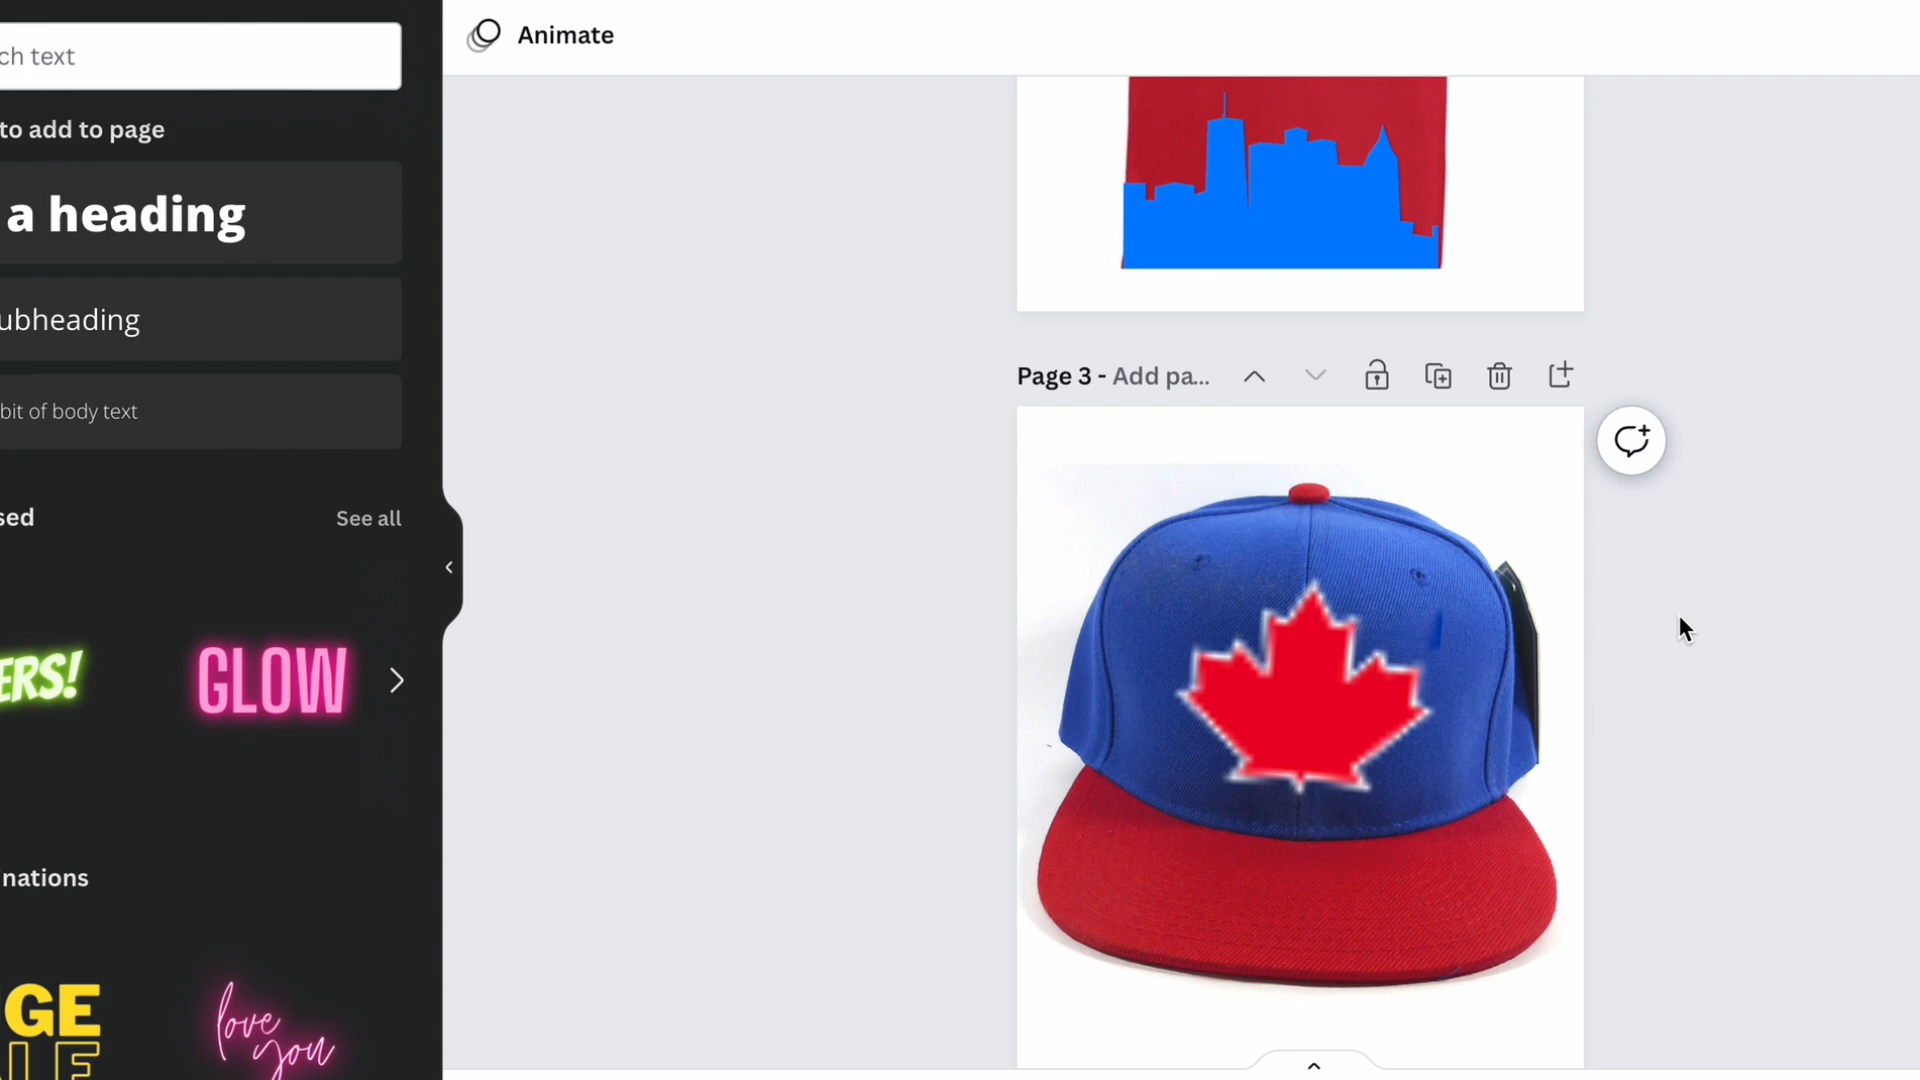 ch text
Animate
to add to page
a heading
ubheading
bit of body text
Page 3 - Add pa...
sed
See all
ERS!
GLOW
nations
GE
love
you